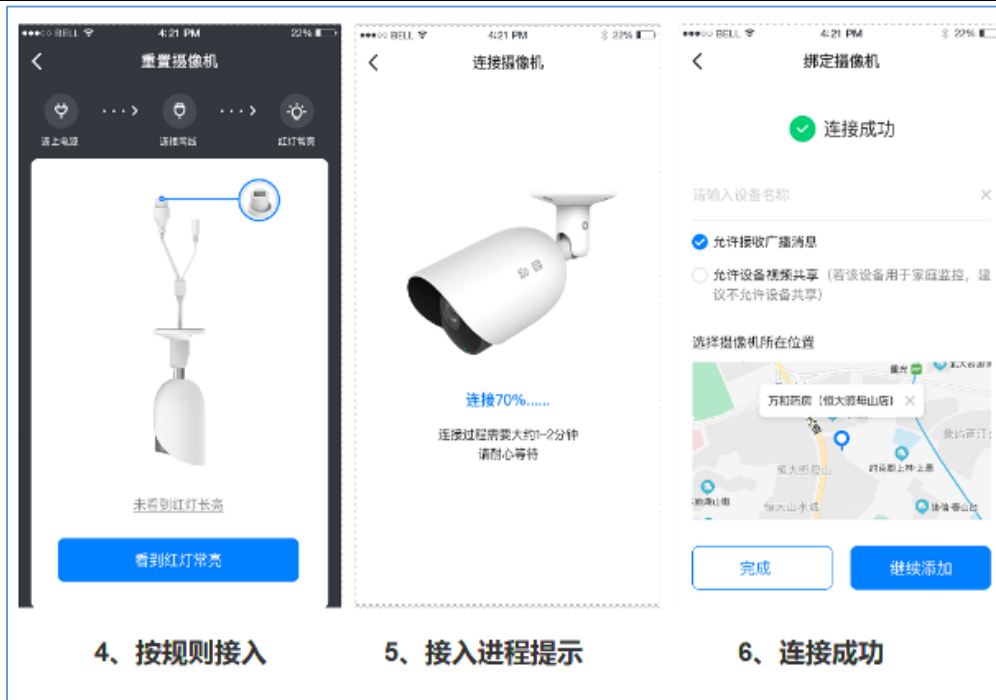 BELL 4:21 PM 22%
重置摄像机
连上电源 连接网线 红灯常亮
未看到红灯长亮
看到红灯常亮
4、按规则接入
BELL 4:21 PM 22%
连接摄像机
连接70%......
连接过程需要大约1-2分钟
请耐心等待
5、接入进程提示
BELL 4:21 PM 22%
绑定摄像机
连接成功
请输入设备名称
允许接收广播消息
允许设备视频共享（若该设备用于家庭监控，建
议不允许设备共享）
选择摄像机所在位置
万和药房（恒大照母山店）
恒大照母山
恒大山水城
完成 继续添加
6、连接成功